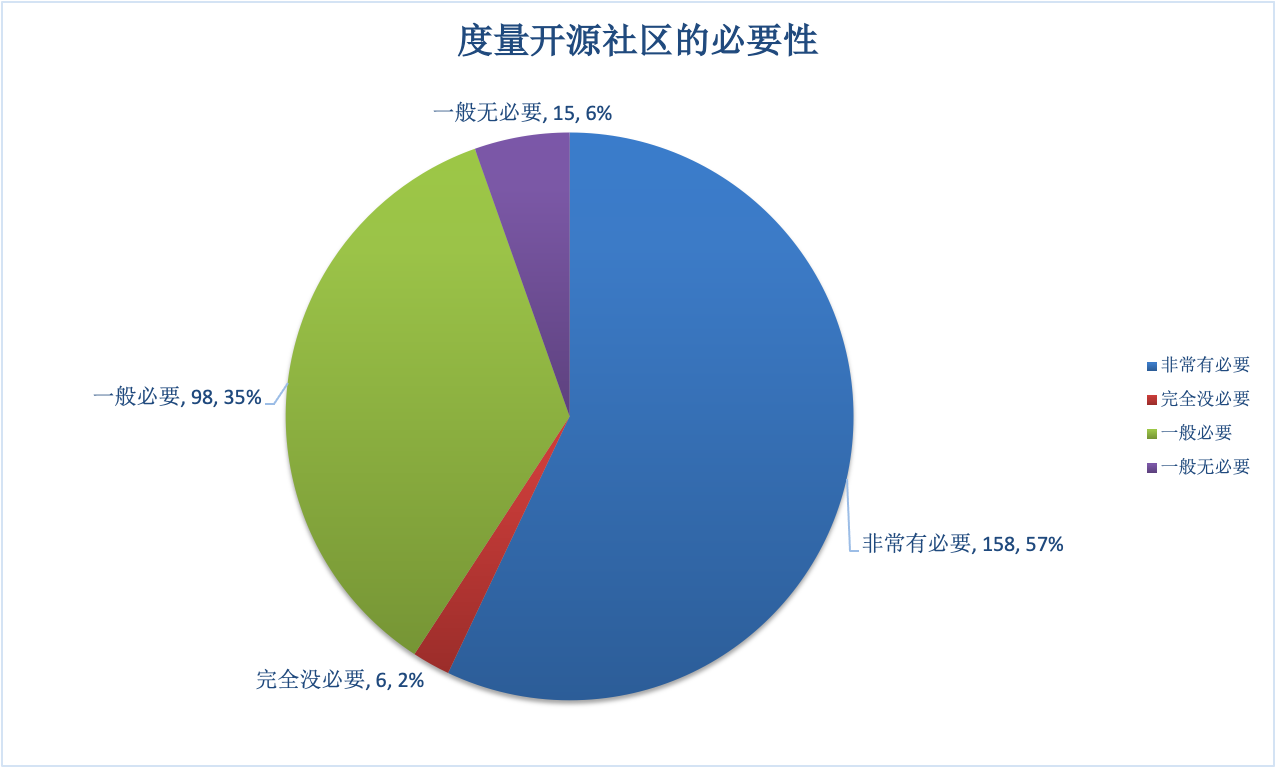 度量开源社区的必要性
一般无必要, 15, 6%
一般必要, 98, 35%
非常有必要, 158, 57%
完全没必要, 6, 2%
非常有必要
完全没必要
一般必要
一般无必要